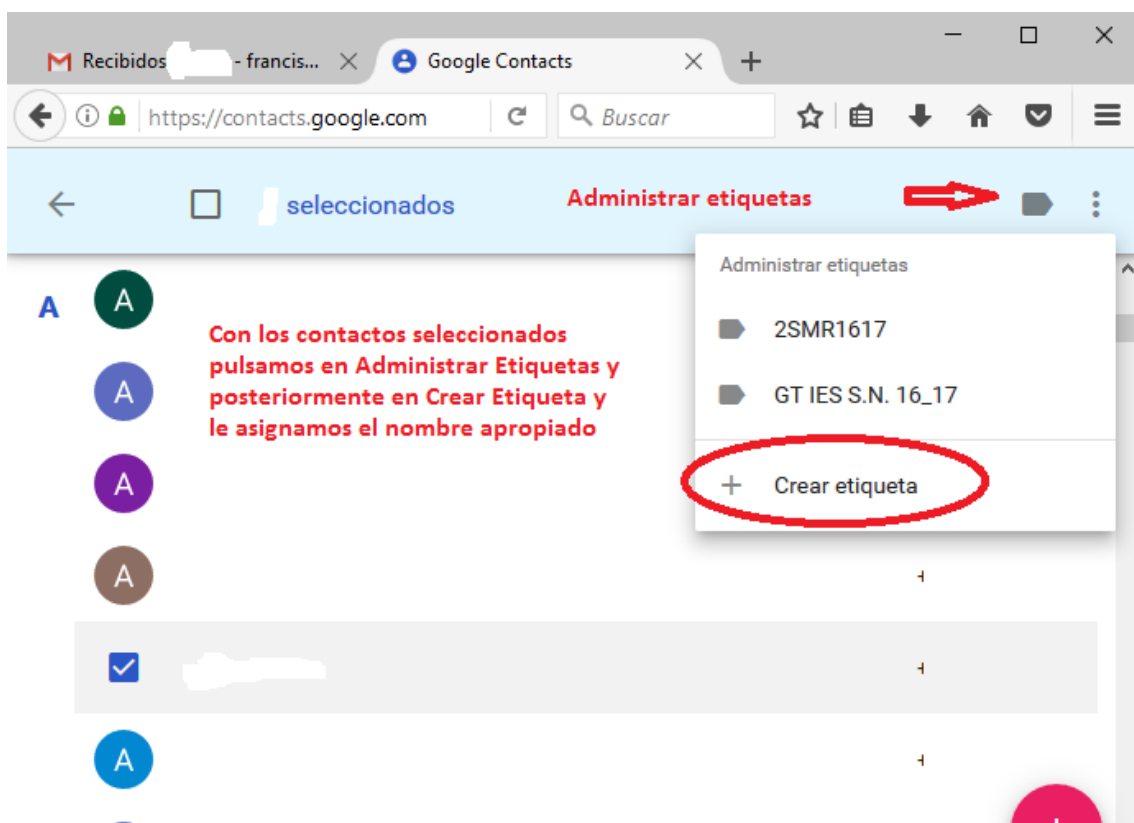 Recibidos - francis...
Google Contacts
https://contacts.google.com
Buscar
seleccionados
Administrar etiquetas
Administrar etiquetas
A
A
Con los contactos seleccionados
pulsamos en Administrar Etiquetas y
posteriormente en Crear Etiqueta y
le asignamos el nombre apropiado
2SMR1617
A
GT IES S.N. 16_17
A
+ Crear etiqueta
A
A